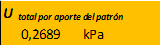 U total por aporte del patrón
0,2689 kPa